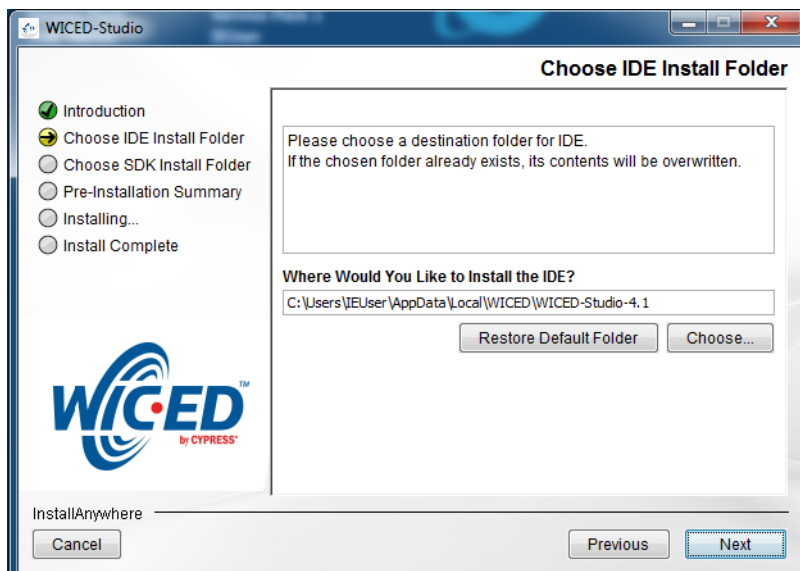 WICED-Studio
Choose IDE Install Folder
Introduction
Choose IDE Install Folder
Choose SDK Install Folder
Pre-Installation Summary
Installing...
Install Complete
Please choose a destination folder for IDE.
If the chosen folder already exists, its contents will be overwritten.
Where Would You Like to Install the IDE?
C:\Users\IEUser\AppData\Local\WICED\WICED-Studio-4.1
Restore Default Folder
Choose...
WICED™
by CYPRESS®
InstallAnywhere
Cancel
Previous
Next